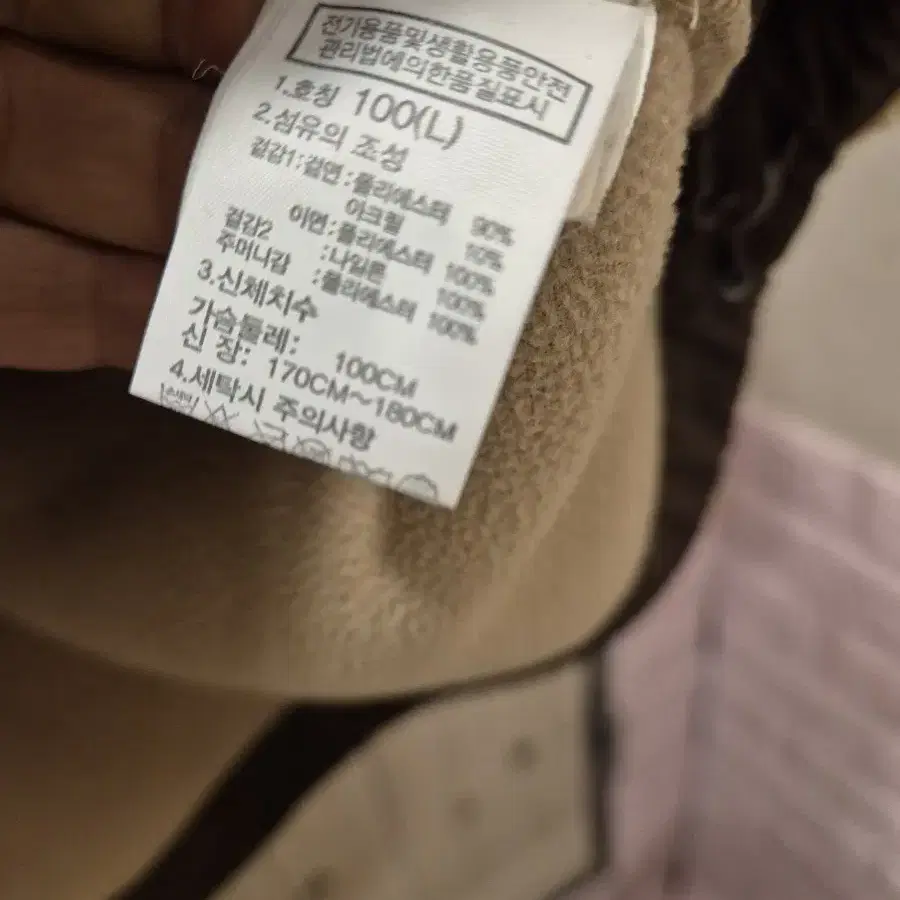 전기용품및생활용품안전
관리법에의한품질표시
1.호칭 100(L)
2.섬유의 조성
겉감1:겉면:폴리에스터 90%
아크릴 10%
이면:폴리에스터 100%
겉감2 :나일론 100%
주머니감 :폴리에스터 100%
3.신체치수
가슴둘레: 100CM
신 장: 170CM~180CM
4.세탁시 주의사항